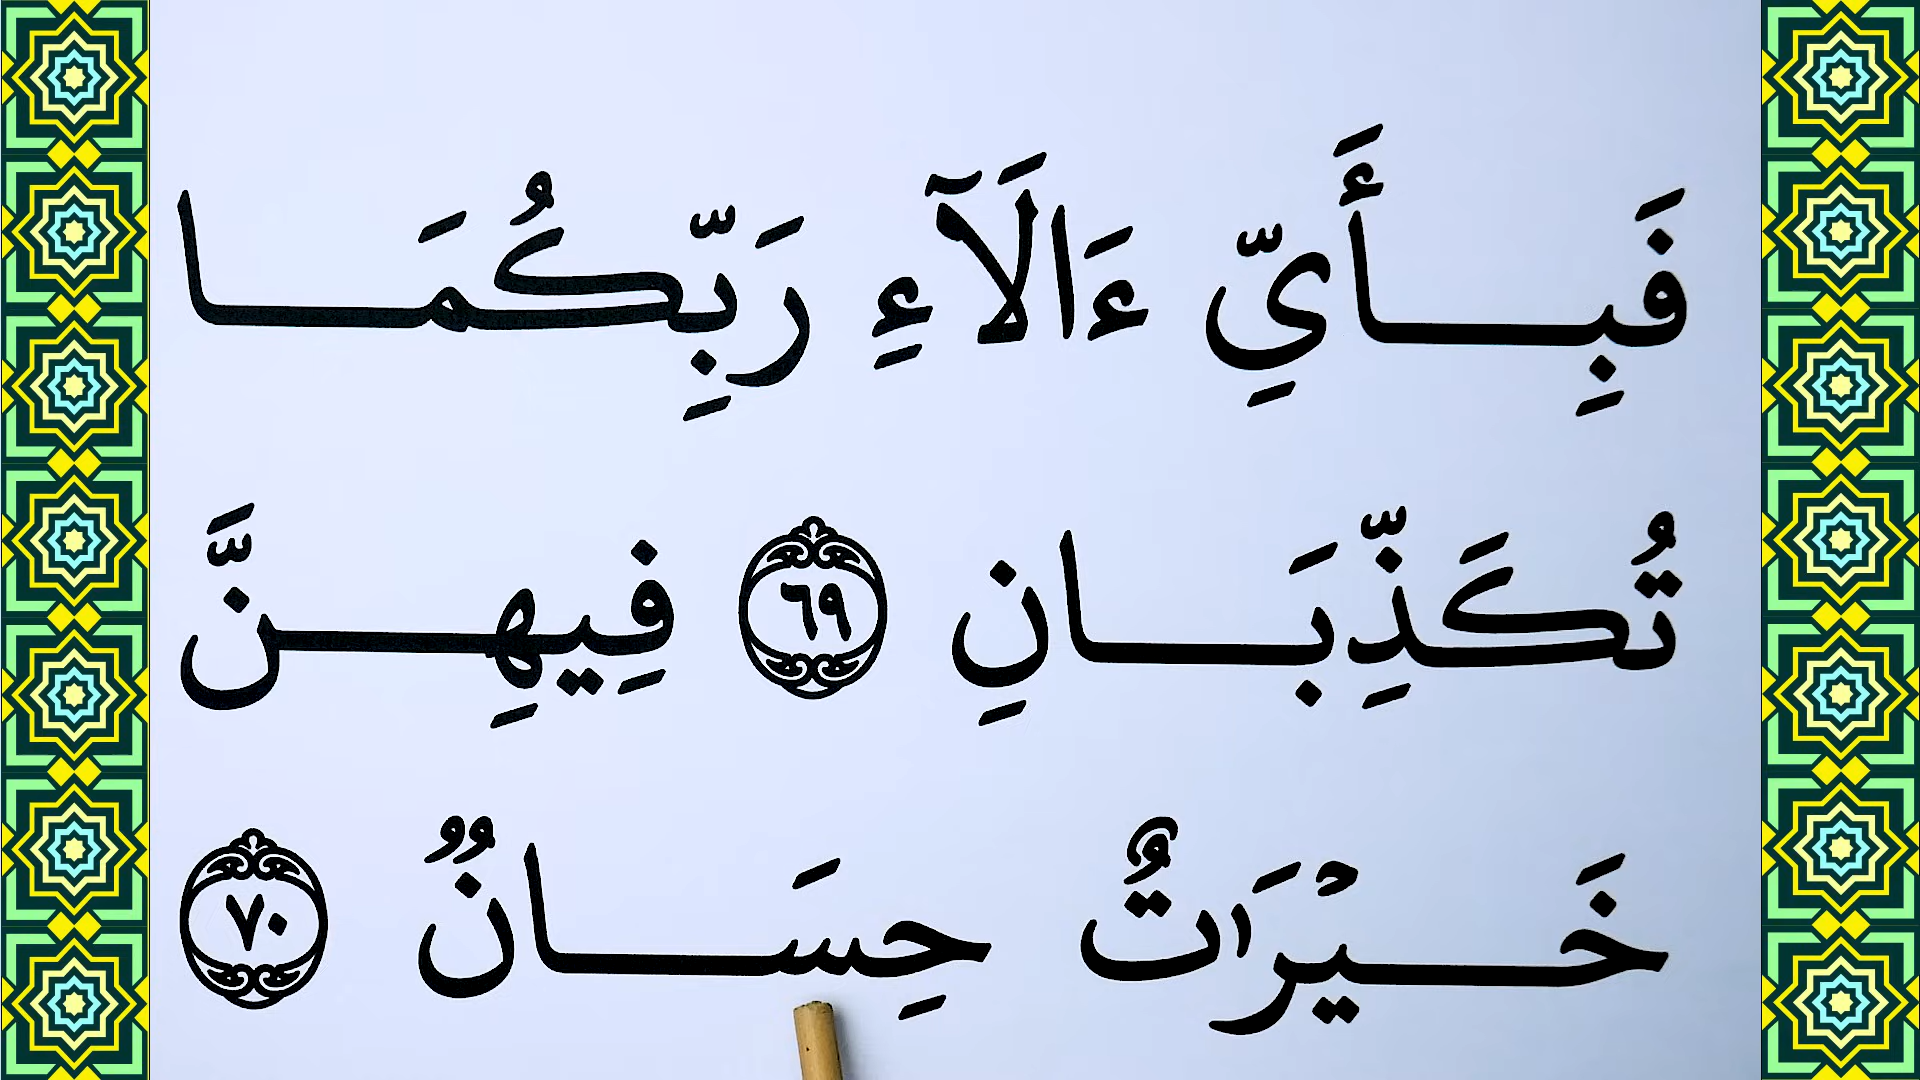 فَبِأَيِّ ءَالَآءِ رَبِّكُمَا
تُكَذِّبَانِ ٦٩ فِيهِنَّ
خَيْرَٰتٌ حِسَانٌ ٧٠